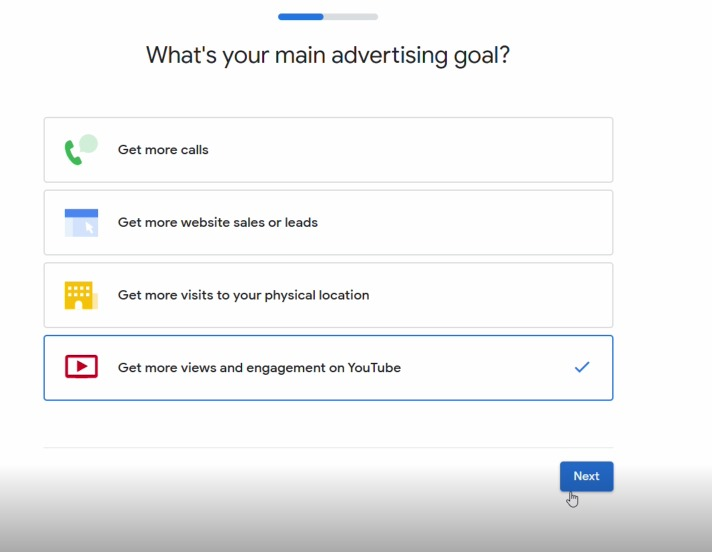 What's your main advertising goal?
Get more calls
Get more website sales or leads
Get more visits to your physical location
Get more views and engagement on YouTube
Next